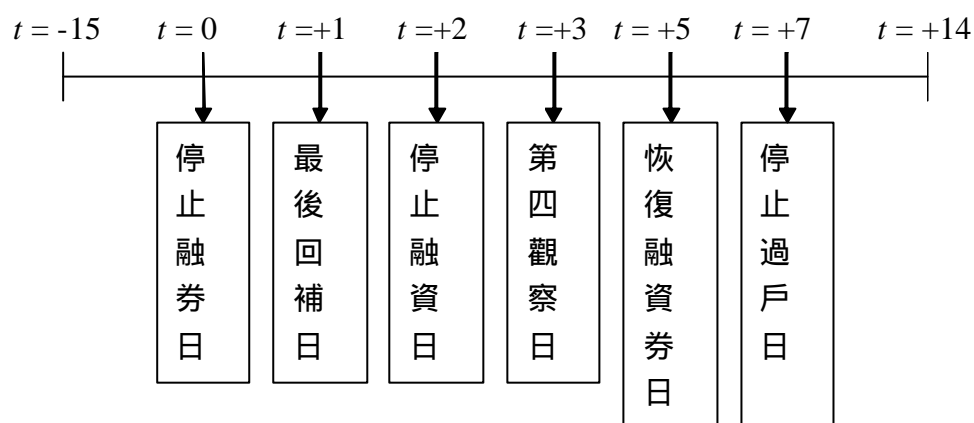 t = -15 t = 0 t =+1 t =+2 t =+3 t = +5 t = +7 t = +14
停止融券日
最後回補日
停止融資日
第四觀察日
恢復融資券日
停止過戶日